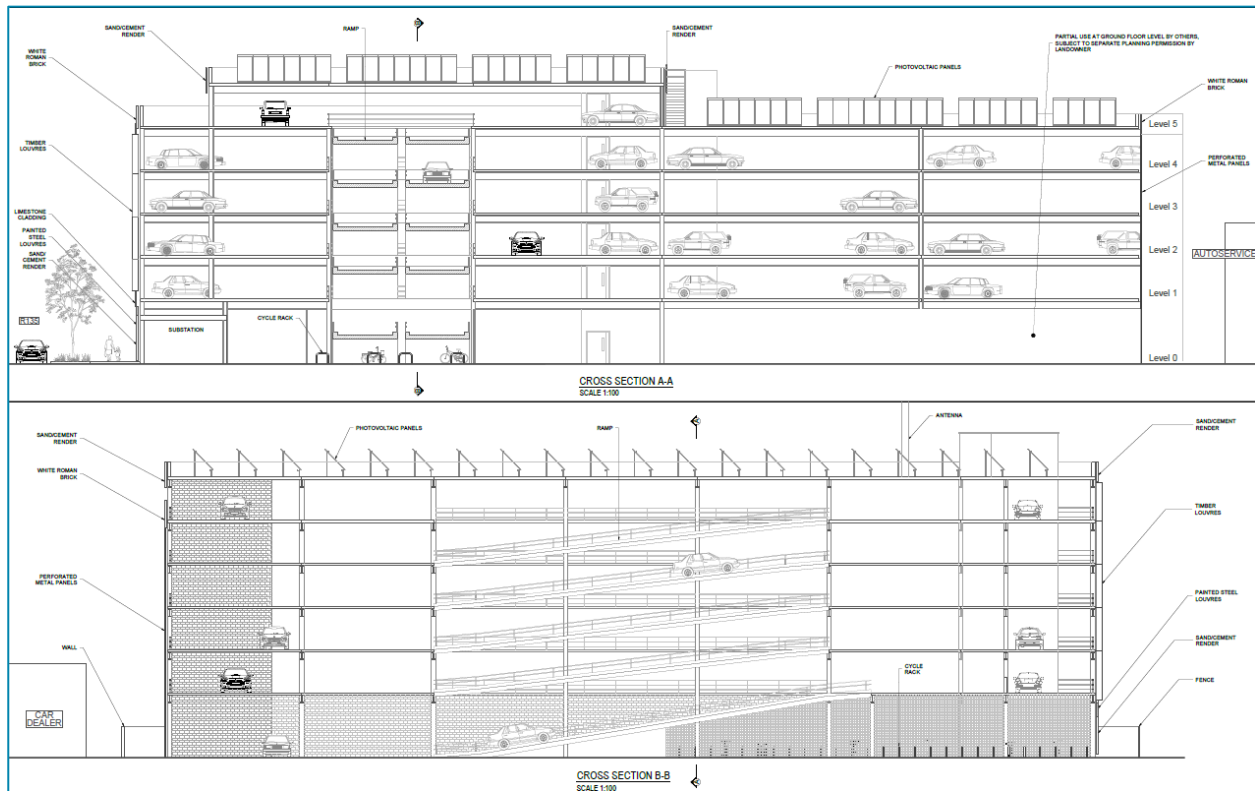 SAND/CEMENT
RENDER
RAMP
SAND/CEMENT
RENDER
PARTIAL USE AT GROUND FLOOR LEVEL BY OTHERS,
SUBJECT TO SEPARATE PLANNING PERMISSION BY
LANDOWNER
WHITE
ROMAN
BRICK
PHOTOVOLTAIC PANELS
WHITE ROMAN
BRICK
Level 5
TIMBER
LOUVRES
Level 4
PERFORATED
METAL PANELS
Level 3
LIMESTONE
CLADDING
PAINTED
STEEL
LOUVRES
SAND/
CEMENT
RENDER
Level 2
AUTOSERVICE
Level 1
R135
SUBSTATION
CYCLE RACK
Level 0
CROSS SECTION A-A
SCALE 1:100
SAND/CEMENT
RENDER
PHOTOVOLTAIC PANELS
RAMP
ANTENNA
SAND/CEMENT
RENDER
WHITE ROMAN
BRICK
TIMBER
LOUVRES
PERFORATED
METAL PANELS
PAINTED STEEL
LOUVRES
WALL
SAND/CEMENT
RENDER
CYCLE
RACK
FENCE
CAR
DEALER
CROSS SECTION B-B
SCALE 1:100